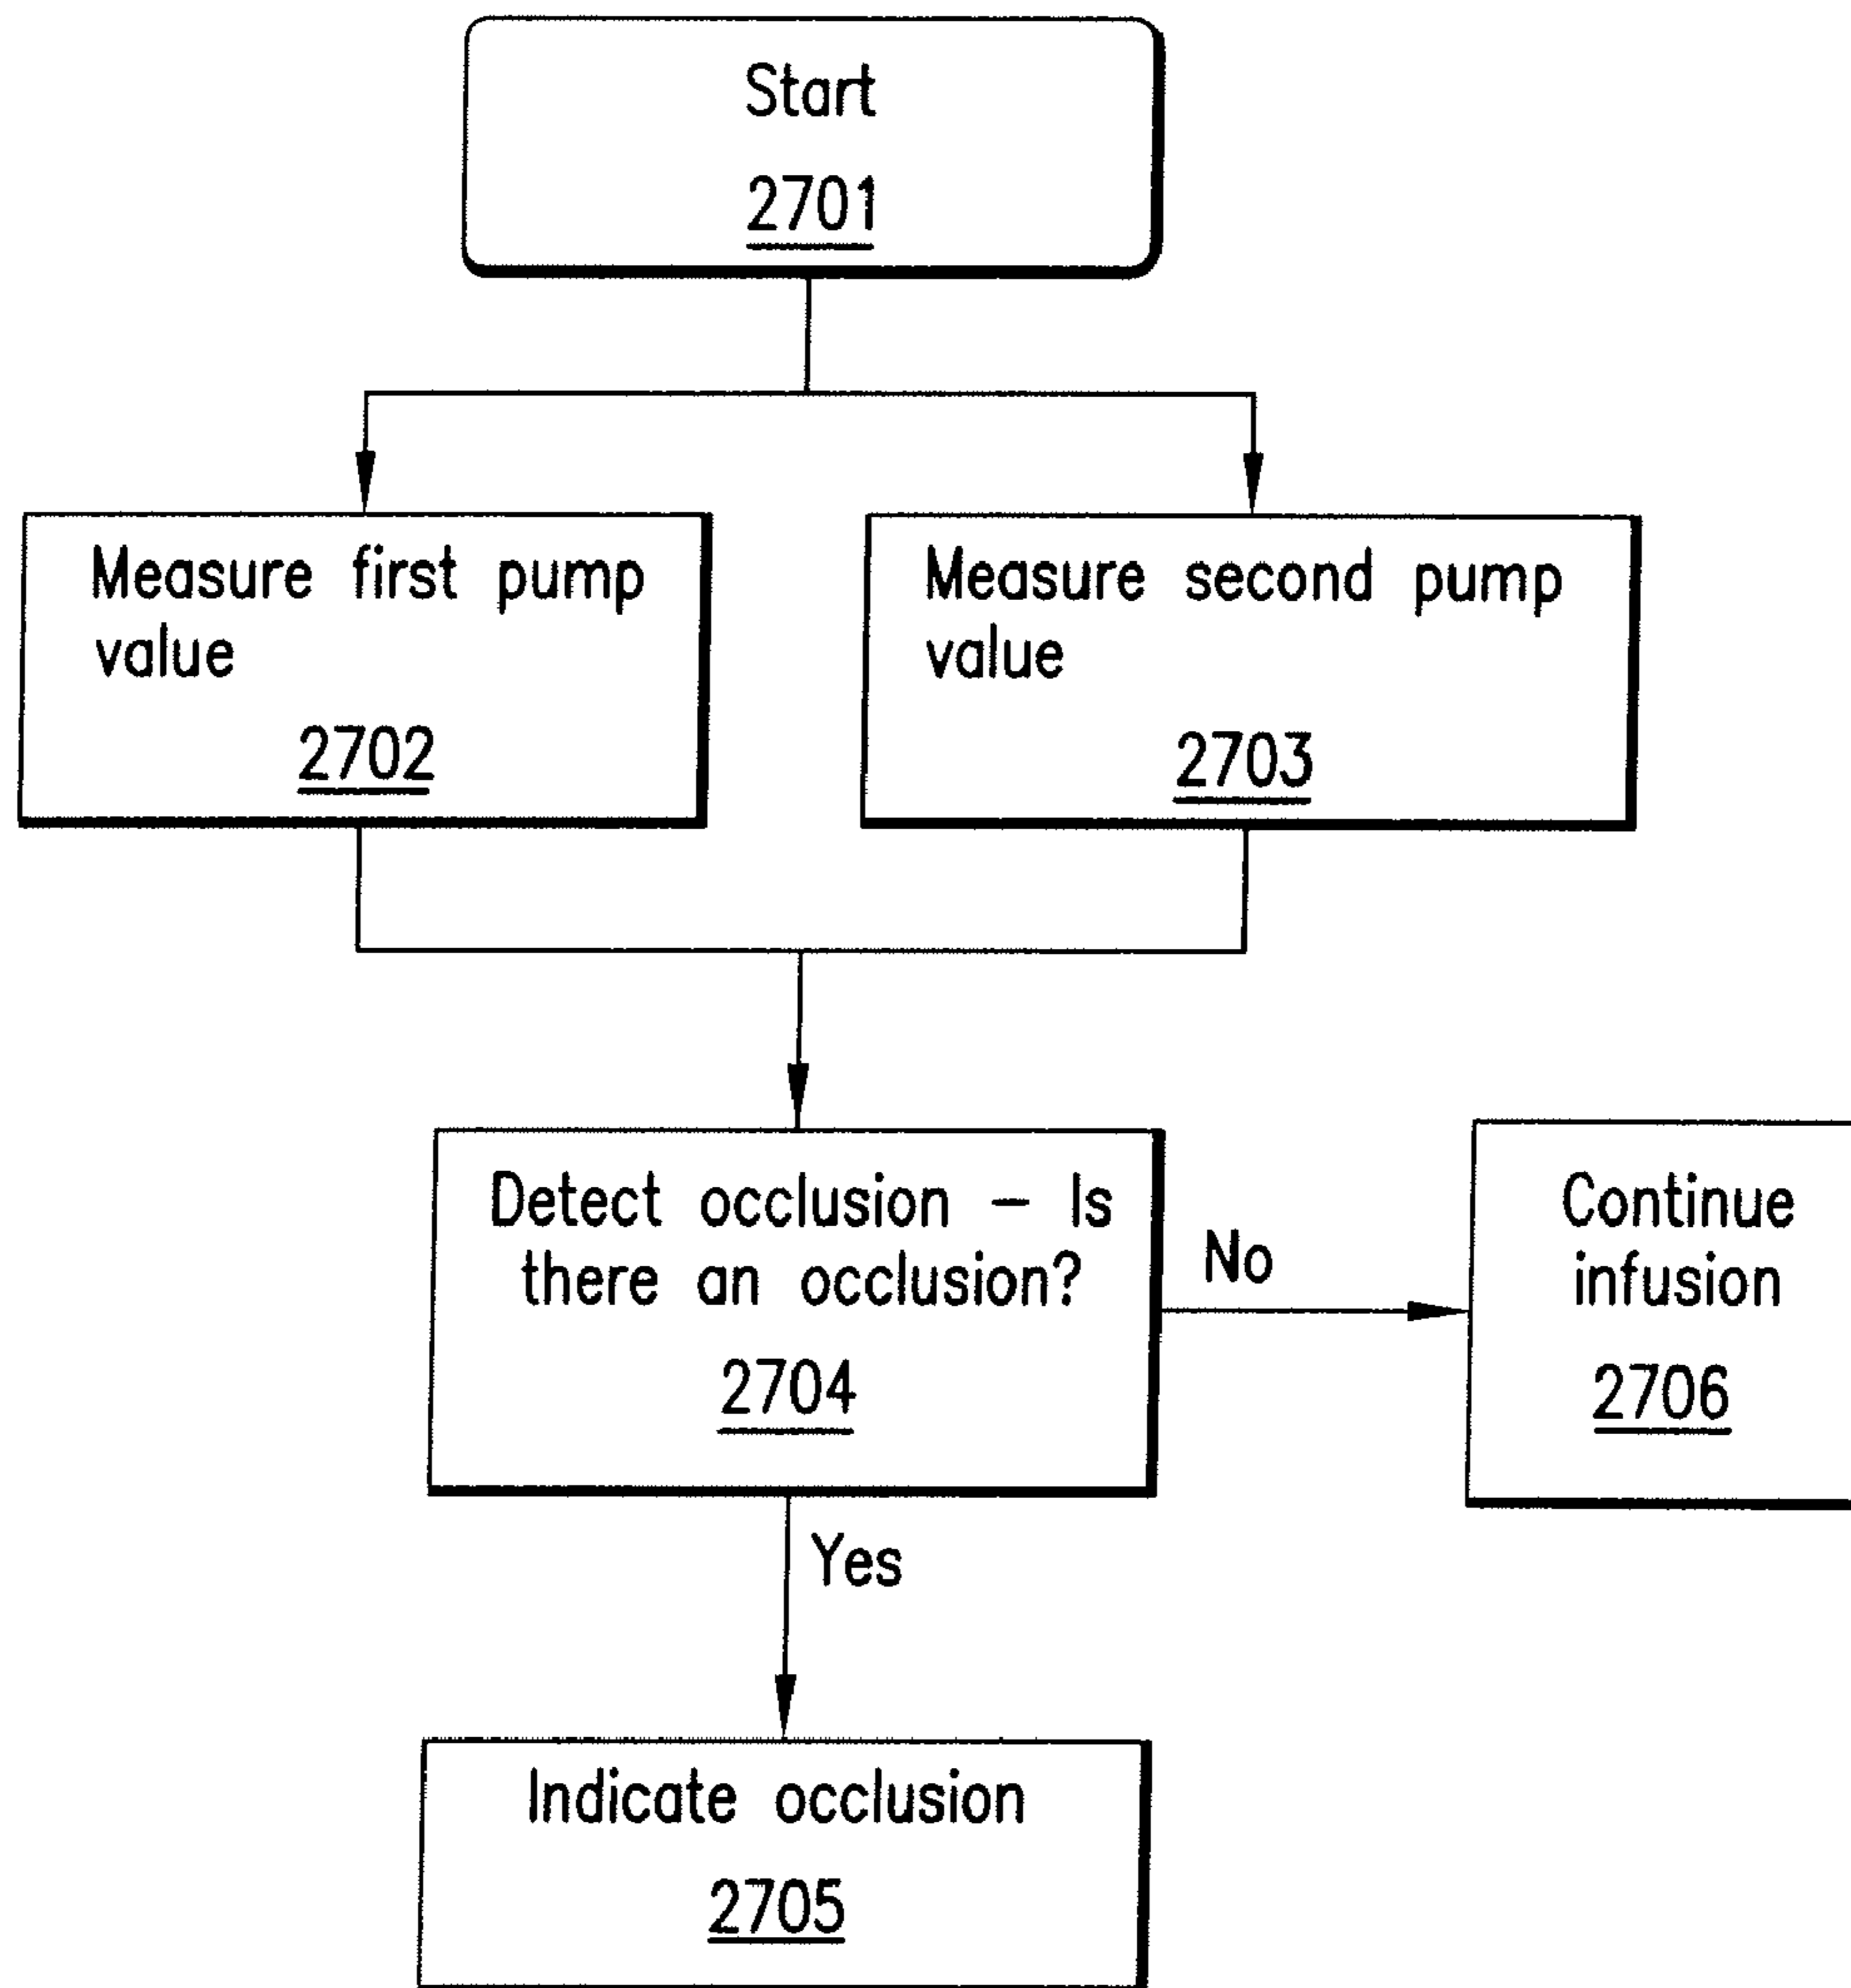 Start
2701
Measure first pump
value
2702
Measure second pump
value
2703
Detect occlusion – Is
there an occlusion?
2704
No
Continue
infusion
2706
Yes
Indicate occlusion
2705